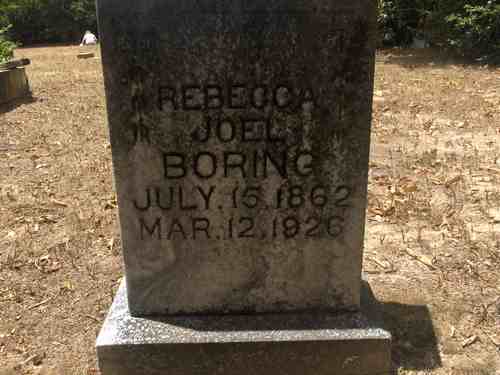 REBECCA
JOEL
BORING
JULY. 15. 1862
MAR. 12. 1926